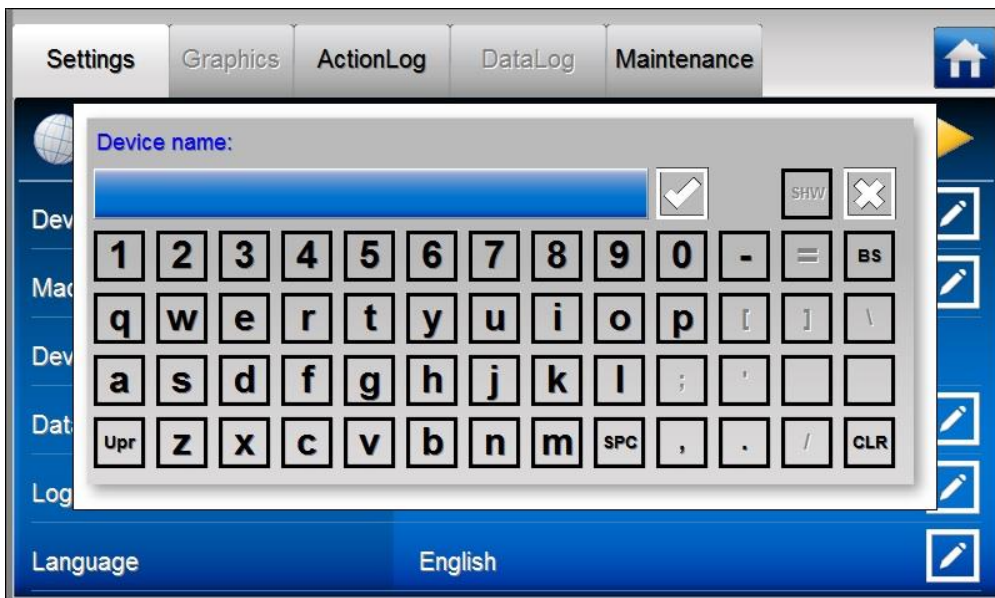 Settings Graphics ActionLog DataLog Maintenance
Device name:
SHW
1 2 3 4 5 6 7 8 9 0 - = BS
q w e r t y u i o p [ ] \
a s d f g h j k l ; '
Upr z x c v b n m SPC , . / CLR
Dev
Mac
Dev
Dat
Log
Language English